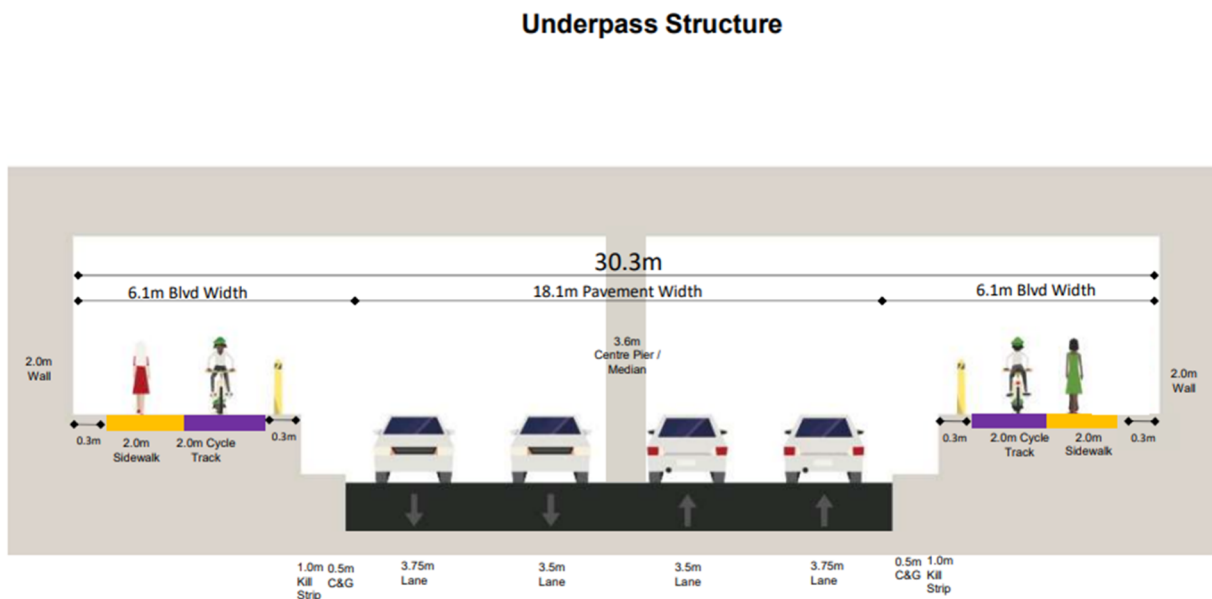 Underpass Structure
30.3m
6.1m Blvd Width
18.1m Pavement Width
6.1m Blvd Width
2.0m
Wall
3.6m
Centre Pier /
Median
2.0m
Wall
0.3m
2.0m
Sidewalk
2.0m Cycle
Track
0.3m
0.3m
2.0m Cycle
Track
2.0m
Sidewalk
0.3m
1.0m
Kill
Strip
0.5m
C&G
3.75m
Lane
3.5m
Lane
3.5m
Lane
3.75m
Lane
0.5m
C&G
1.0m
Kill
Strip